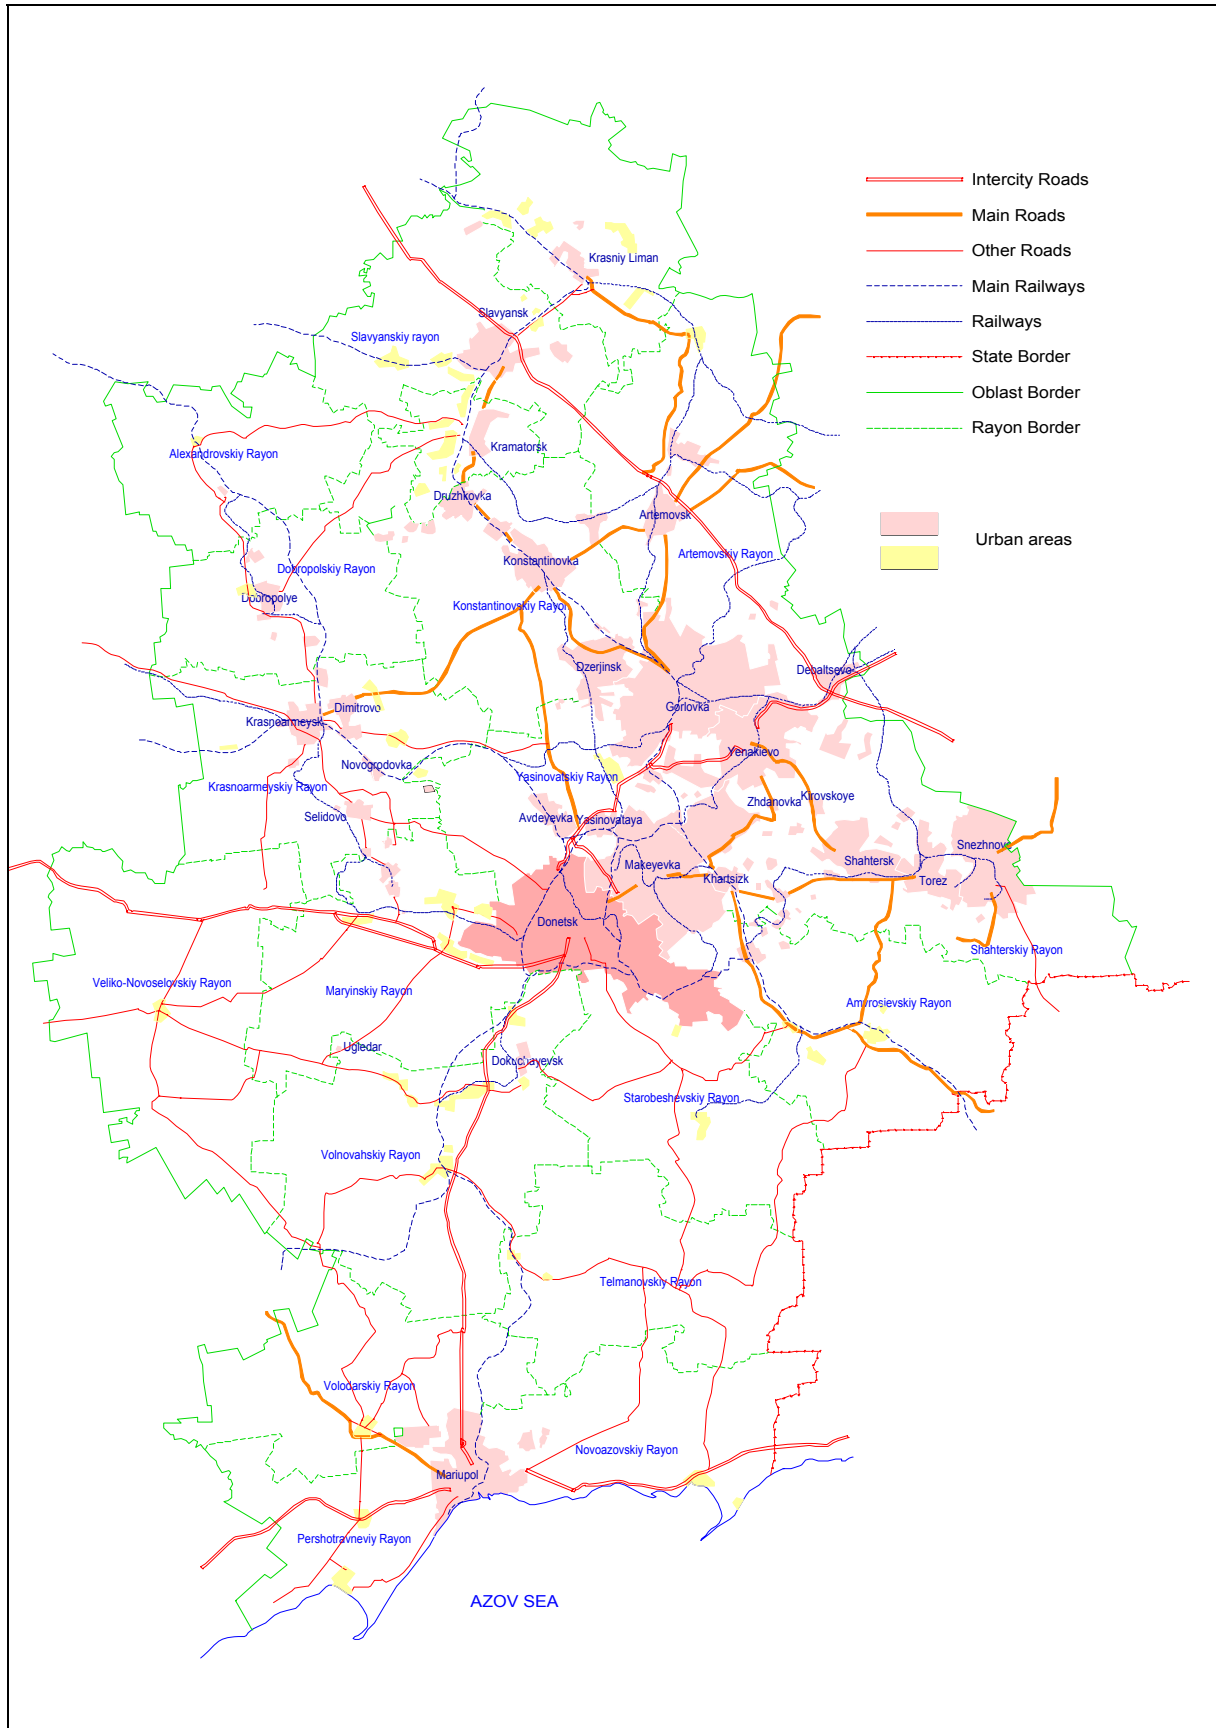 Intercity Roads
Main Roads
Other Roads
Main Railways
Railways
State Border
Oblast Border
Rayon Border
Urban areas
Krasniy Liman
Slavyansk
Slavyanskiy rayon
Kramatorsk
Alexandrovskiy Rayon
Druzhkovka
Artemovsk
Artemovskiy Rayon
Konstantinovka
Dobropolskiy Rayon
Dobropolye
Konstantinovskiy Rayon
Dzerjinsk
Debaltsevo
Gorlovka
Dimitrovo
Krasnoarmeysk
Yenakievo
Novogrodovka
Yasinovatskiy Rayon
Krasnoarmeyskiy Rayon
Zhdanovka
Kirovskoye
Selidovo
Avdeyevka
Yasinovataya
Snezhnoye
Makeyevka
Shahtersk
Khartsizk
Torez
Donetsk
Shahterskiy Rayon
Veliko-Novoselovskiy Rayon
Maryinskiy Rayon
Amvrosievskiy Rayon
Ugledar
Dokuchayevsk
Starobeshevskiy Rayon
Volnovahskiy Rayon
Telmanovskiy Rayon
Volodarskiy Rayon
Novoazovskiy Rayon
Mariupol
Pershotravneviy Rayon
AZOV SEA